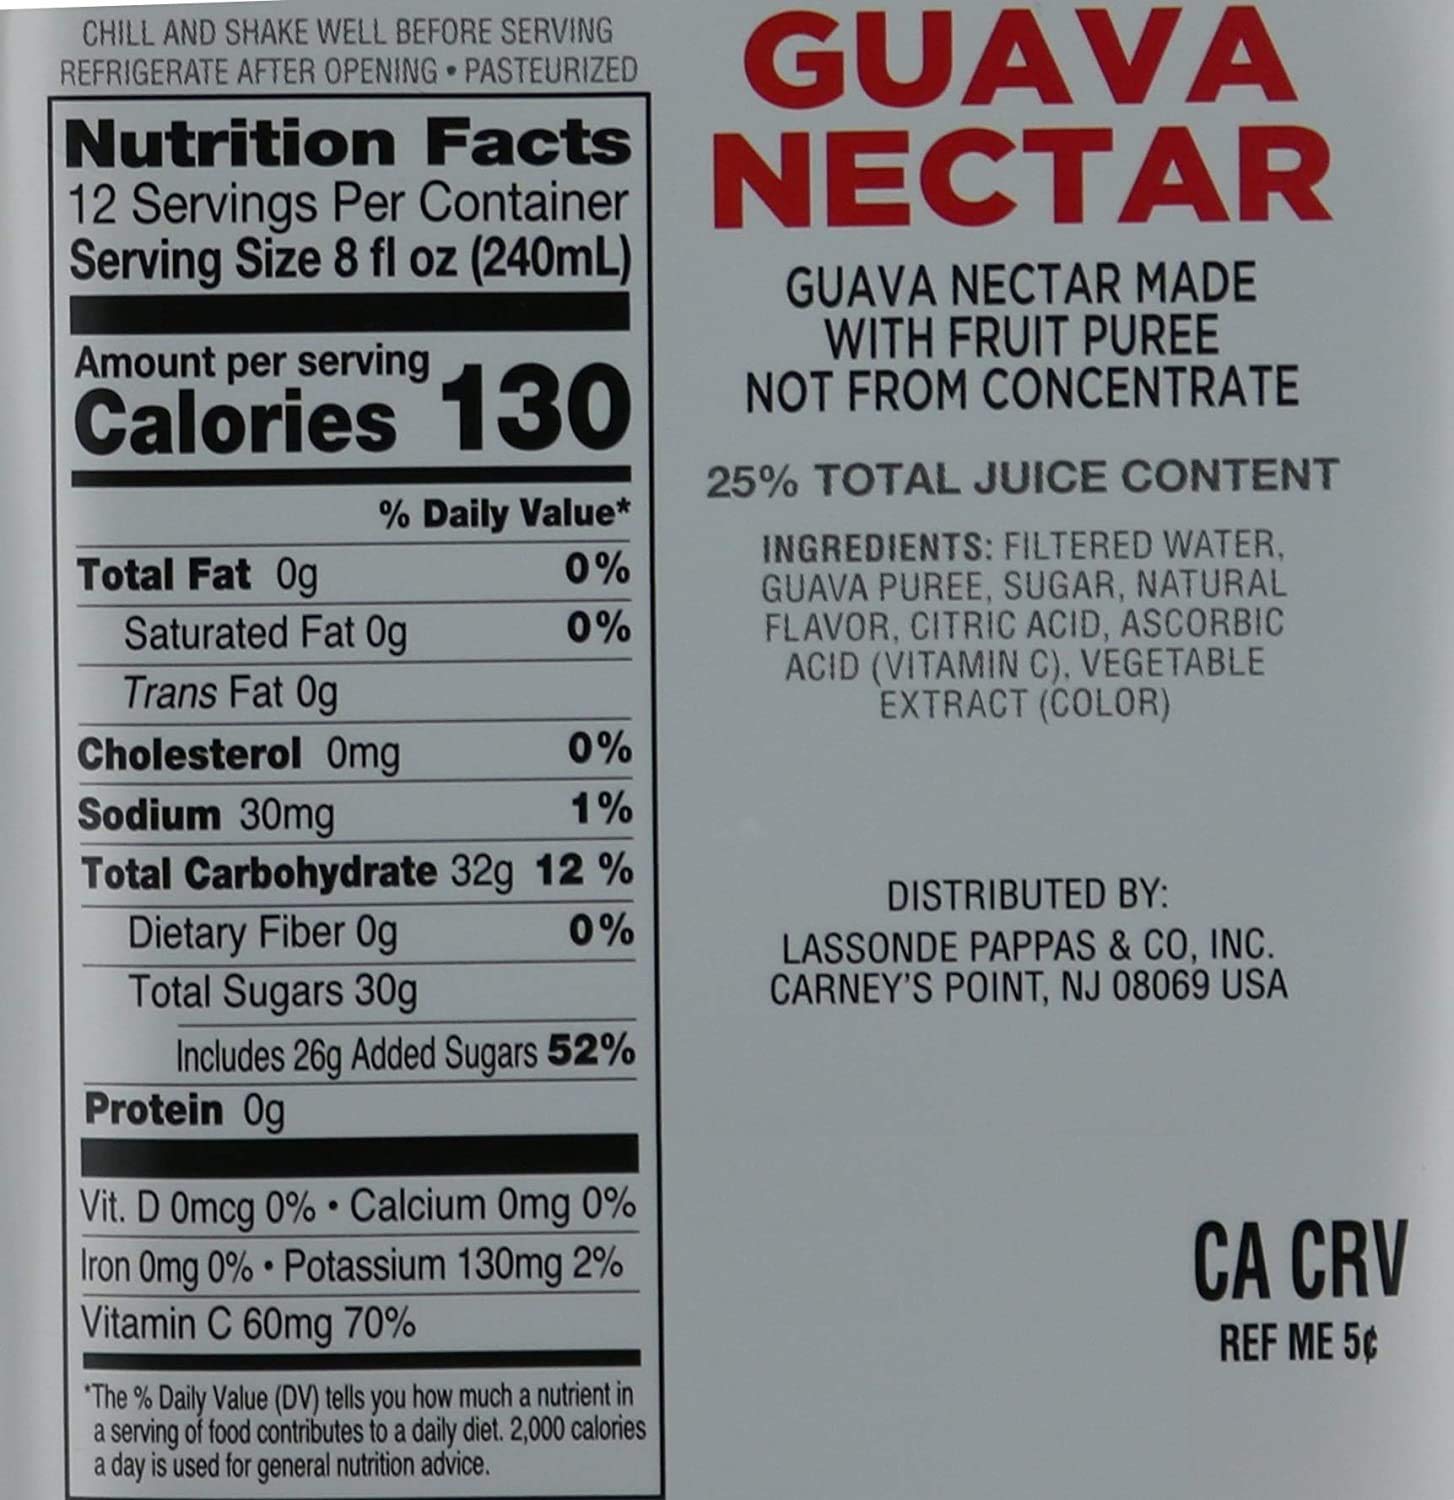 CHILL AND SHAKE WELL BEFORE SERVING
REFRIGERATE AFTER OPENING • PASTEURIZED
Nutrition Facts
12 Servings Per Container
Serving Size 8 fl oz (240mL)
Amount per serving
Calories 130
% Daily Value*
Total Fat 0g 0%
Saturated Fat 0g 0%
Trans Fat 0g
Cholesterol 0mg 0%
Sodium 30mg 1%
Total Carbohydrate 32g 12 %
Dietary Fiber 0g 0%
Total Sugars 30g
Includes 26g Added Sugars 52%
Protein 0g
Vit. D 0mcg 0% • Calcium 0mg 0%
Iron 0mg 0% • Potassium 130mg 2%
Vitamin C 60mg 70%
*The % Daily Value (DV) tells you how much a nutrient in
a serving of food contributes to a daily diet. 2,000 calories
a day is used for general nutrition advice.
GUAVA
NECTAR
GUAVA NECTAR MADE
WITH FRUIT PUREE
NOT FROM CONCENTRATE
25% TOTAL JUICE CONTENT
INGREDIENTS: FILTERED WATER,
GUAVA PUREE, SUGAR, NATURAL
FLAVOR, CITRIC ACID, ASCORBIC
ACID (VITAMIN C), VEGETABLE
EXTRACT (COLOR)
DISTRIBUTED BY:
LASSONDE PAPPAS & CO, INC.
CARNEY'S POINT, NJ 08069 USA
CA CRV
REF ME 5¢